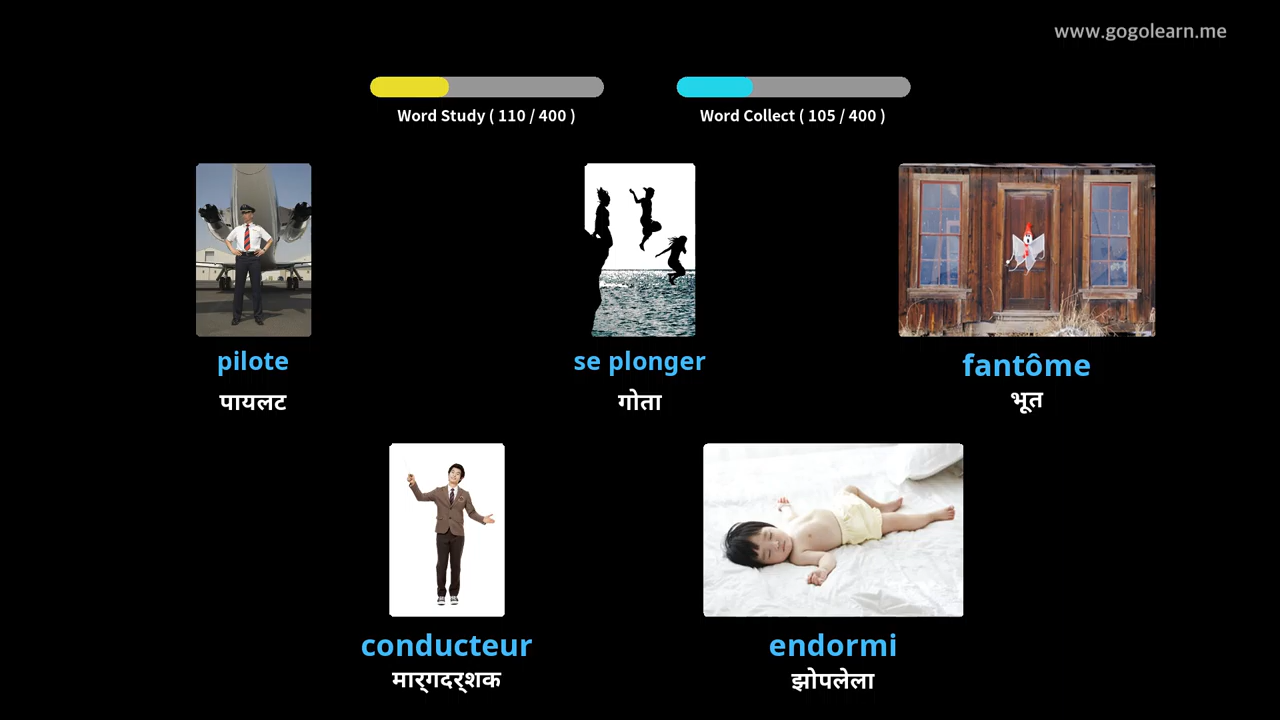 www.gogolearn.me
Word Study ( 110 / 400 )
Word Collect ( 105 / 400 )
pilote
पायलट
se plonger
गोता
fantôme
भूत
conducteur
मार्‍गदर्‍शक
endormi
झोपलेला